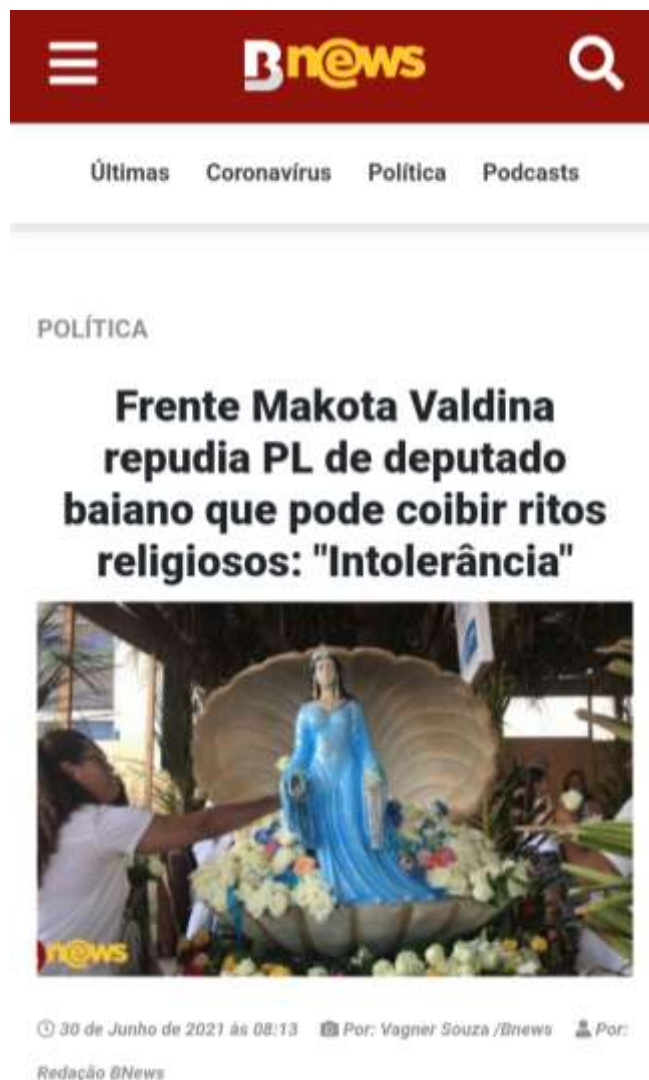 Bnews
Últimas Coronavírus Política Podcasts
POLÍTICA
Frente Makota Valdina
repudia PL de deputado
baiano que pode coibir ritos
religiosos: "Intolerância"
news
30 de Junho de 2021 às 08:13 Por: Vagner Souza /Bnews Por:
Redação BNews